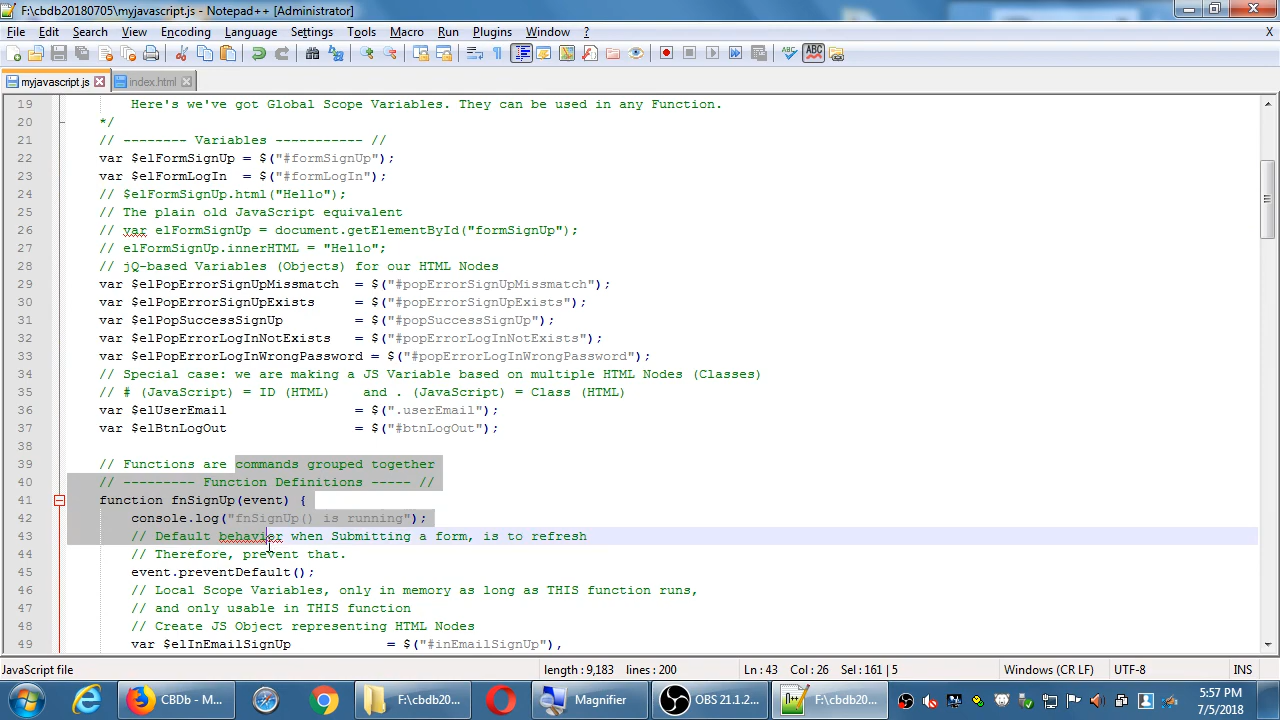 F:\cbdb20180705\myjavascript.js - Notepad++ [Administrator]
File Edit Search View Encoding Language Settings Tools Macro Run Plugins Window ? X
myjavascript.js index.html
19 Here's we've got Global Scope Variables. They can be used in any Function.
20 */
21 // -------- Variables ----------- //
22 var $elFormSignUp = $("#formSignUp");
23 var $elFormLogIn  = $("#formLogIn");
24 // $elFormSignUp.html("Hello");
25 // The plain old JavaScript equivalent
26 // var elFormSignUp = document.getElementById("formSignUp");
27 // elFormSignUp.innerHTML = "Hello";
28 // jQ-based Variables (Objects) for our HTML Nodes
29 var $elPopErrorSignUpMissmatch  = $("#popErrorSignUpMissmatch");
30 var $elPopErrorSignUpExists     = $("#popErrorSignUpExists");
31 var $elPopSuccessSignUp         = $("#popSuccessSignUp");
32 var $elPopErrorLogInNotExists   = $("#popErrorLogInNotExists");
33 var $elPopErrorLogInWrongPassword = $("#popErrorLogInWrongPassword");
34 // Special case: we are making a JS Variable based on multiple HTML Nodes (Classes)
35 // # (JavaScript) = ID (HTML)    and . (JavaScript) = Class (HTML)
36 var $elUserEmail                = $(".userEmail");
37 var $elBtnLogOut                = $("#btnLogOut");
38
39 // Functions are commands grouped together
40 // --------- Function Definitions ----- //
41 function fnSignUp(event) {
42 console.log("fnSignUp() is running");
43 // Default behavier when Submitting a form, is to refresh
44 // Therefore, prevent that.
45 event.preventDefault();
46 // Local Scope Variables, only in memory as long as THIS function runs,
47 // and only usable in THIS function
48 // Create JS Object representing HTML Nodes
49 var $elInEmailSignUp            = $("#inEmailSignUp"),
JavaScript file length : 9,183 lines : 200 Ln : 43 Col : 26 Sel : 161 | 5 Windows (CR LF) UTF-8 INS
CBDb - M... F:\cbdb20... Magnifier OBS 21.1.2... F:\cbdb20... 5:57 PM
7/5/2018